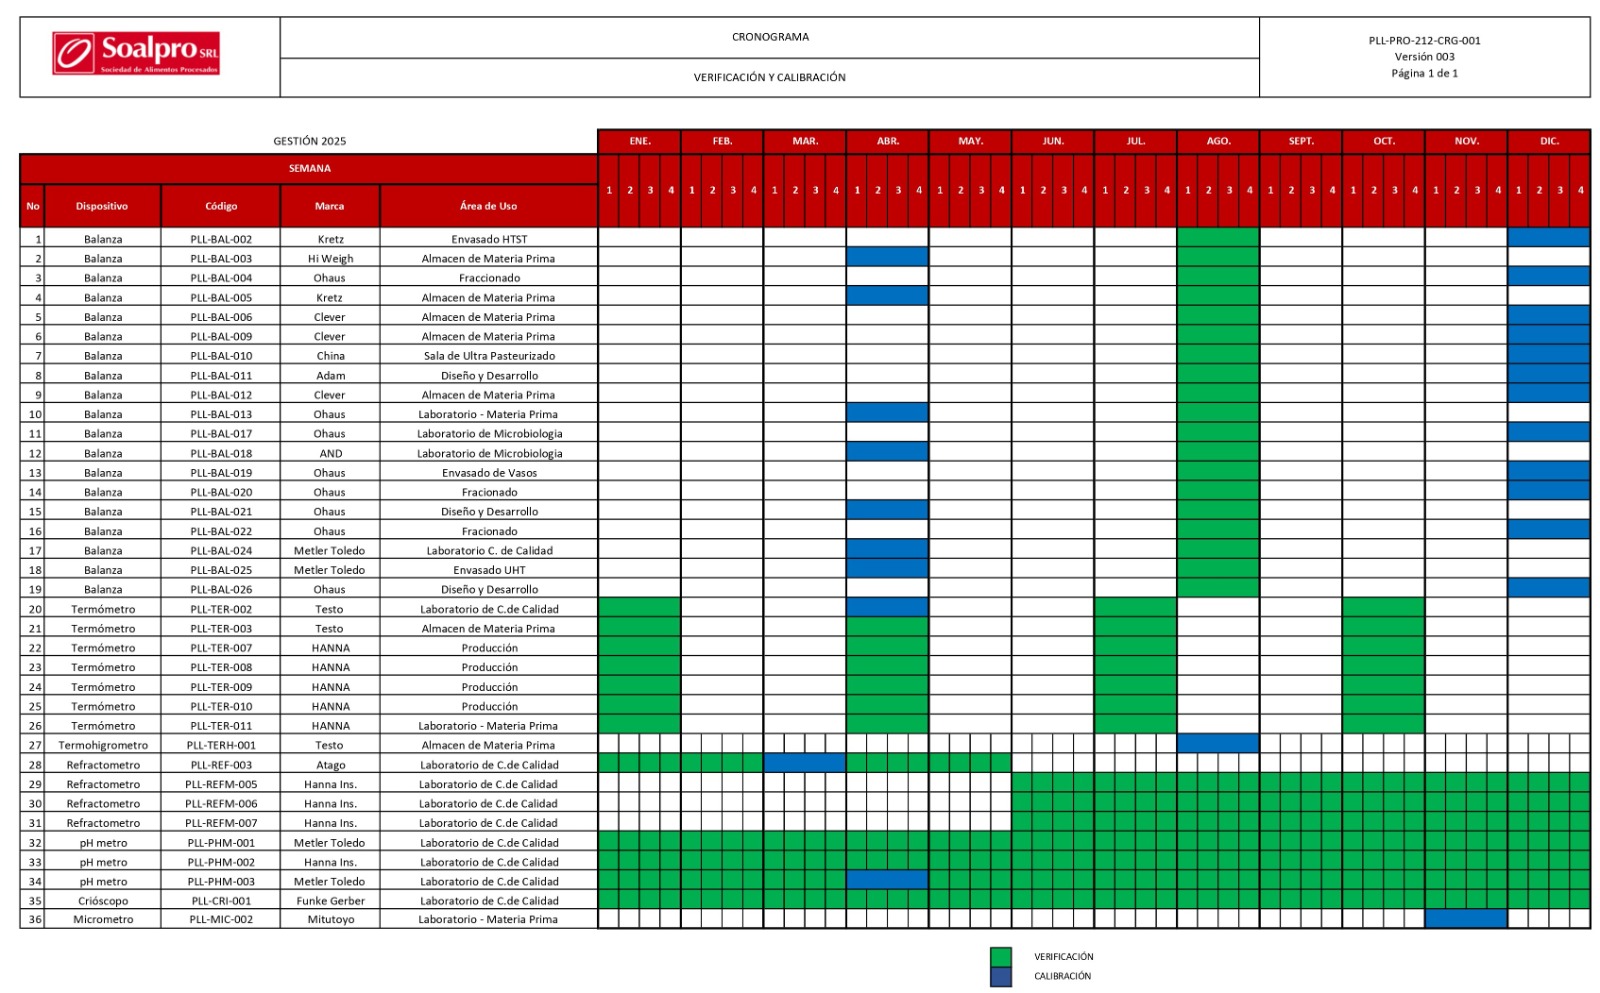 Soalpro SRL
Sociedad de Alimentos Procesados
CRONOGRAMA
VERIFICACIÓN Y CALIBRACIÓN
PLL-PRO-212-CRG-001
Versión 003
Página 1 de 1
GESTIÓN 2025 ENE. FEB. MAR. ABR. MAY. JUN. JUL. AGO. SEPT. OCT. NOV. DIC.
SEMANA
1 2 3 4 1 2 3 4 1 2 3 4 1 2 3 4 1 2 3 4 1 2 3 4 1 2 3 4 1 2 3 4 1 2 3 4 1 2 3 4 1 2 3 4 1 2 3 4
No Dispositivo Código Marca Área de Uso
1 Balanza PLL-BAL-002 Kretz Envasado HTST
2 Balanza PLL-BAL-003 Hi Weigh Almacen de Materia Prima
3 Balanza PLL-BAL-004 Ohaus Fraccionado
4 Balanza PLL-BAL-005 Kretz Almacen de Materia Prima
5 Balanza PLL-BAL-006 Clever Almacen de Materia Prima
6 Balanza PLL-BAL-009 Clever Almacen de Materia Prima
7 Balanza PLL-BAL-010 China Sala de Ultra Pasteurizado
8 Balanza PLL-BAL-011 Adam Diseño y Desarrollo
9 Balanza PLL-BAL-012 Clever Almacen de Materia Prima
10 Balanza PLL-BAL-013 Ohaus Laboratorio - Materia Prima
11 Balanza PLL-BAL-017 Ohaus Laboratorio de Microbiologia
12 Balanza PLL-BAL-018 AND Laboratorio de Microbiologia
13 Balanza PLL-BAL-019 Ohaus Envasado de Vasos
14 Balanza PLL-BAL-020 Ohaus Fracionado
15 Balanza PLL-BAL-021 Ohaus Diseño y Desarrollo
16 Balanza PLL-BAL-022 Ohaus Fracionado
17 Balanza PLL-BAL-024 Metler Toledo Laboratorio C. de Calidad
18 Balanza PLL-BAL-025 Metler Toledo Envasado UHT
19 Balanza PLL-BAL-026 Ohaus Diseño y Desarrollo
20 Termómetro PLL-TER-002 Testo Laboratorio de C.de Calidad
21 Termómetro PLL-TER-003 Testo Almacen de Materia Prima
22 Termómetro PLL-TER-007 HANNA Producción
23 Termómetro PLL-TER-008 HANNA Producción
24 Termómetro PLL-TER-009 HANNA Producción
25 Termómetro PLL-TER-010 HANNA Producción
26 Termómetro PLL-TER-011 HANNA Laboratorio - Materia Prima
27 Termohigrometro PLL-TERH-001 Testo Almacen de Materia Prima
28 Refractometro PLL-REF-003 Atago Laboratorio de C.de Calidad
29 Refractometro PLL-REFM-005 Hanna Ins. Laboratorio de C.de Calidad
30 Refractometro PLL-REFM-006 Hanna Ins. Laboratorio de C.de Calidad
31 Refractometro PLL-REFM-007 Hanna Ins. Laboratorio de C.de Calidad
32 pH metro PLL-PHM-001 Metler Toledo Laboratorio de C.de Calidad
33 pH metro PLL-PHM-002 Hanna Ins. Laboratorio de C.de Calidad
34 pH metro PLL-PHM-003 Metler Toledo Laboratorio de C.de Calidad
35 Crióscopo PLL-CRI-001 Funke Gerber Laboratorio de C.de Calidad
36 Micrometro PLL-MIC-002 Mitutoyo Laboratorio - Materia Prima
VERIFICACIÓN
CALIBRACIÓN